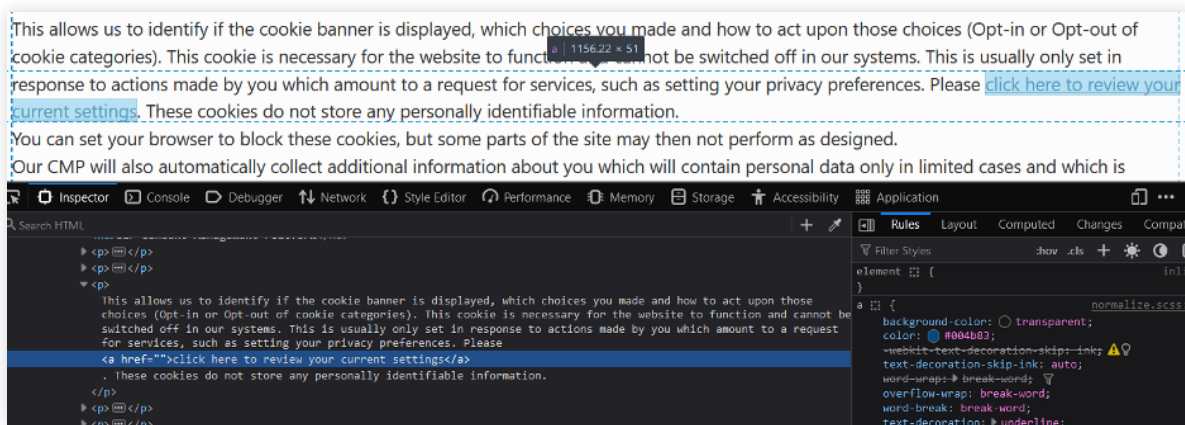 This allows us to identify if the cookie banner is displayed, which choices you made and how to act upon those choices (Opt-in or Opt-out of
cookie categories). This cookie is necessary for the website to funct cannot be switched off in our systems. This is usually only set in
a 1156.22 × 51
response to actions made by you which amount to a request for services, such as setting your privacy preferences. Please click here to review your
current settings. These cookies do not store any personally identifiable information.
You can set your browser to block these cookies, but some parts of the site may then not perform as designed.
Our CMP will also automatically collect additional information about you which will contain personal data only in limited cases and which is
Inspector Console Debugger Network Style Editor Performance Memory Storage Accessibility Application
Search HTML
Rules Layout Computed Changes Compat
Filter Styles :hov .cls
<p></p>
<p></p>
<p>
This allows us to identify if the cookie banner is displayed, which choices you made and how to act upon those
choices (Opt-in or Opt-out of cookie categories). This cookie is necessary for the website to function and cannot be
switched off in our systems. This is usually only set in response to actions made by you which amount to a request
for services, such as setting your privacy preferences. Please
<a href="">click here to review your current settings</a>
. These cookies do not store any personally identifiable information.
</p>
<p></p>
<p></p>
element { inli
}
a { normalize.scss:
background-color: transparent;
color: #004b83;
-webkit-text-decoration-skip: ink;
text-decoration-skip-ink: auto;
word-wrap: break-word;
overflow-wrap: break-word;
word-break: break-word;
text-decoration: underline;